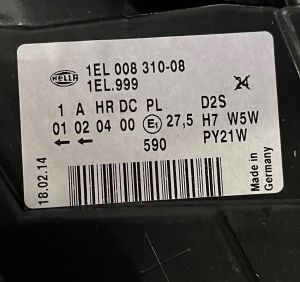 HELLA
1EL 008 310-08
1EL.999
1 A HR DC PL D2S
01 02 04 00 E1 27,5 H7 W5W
← ← 590 PY21W
18.02.14
Made in
Germany